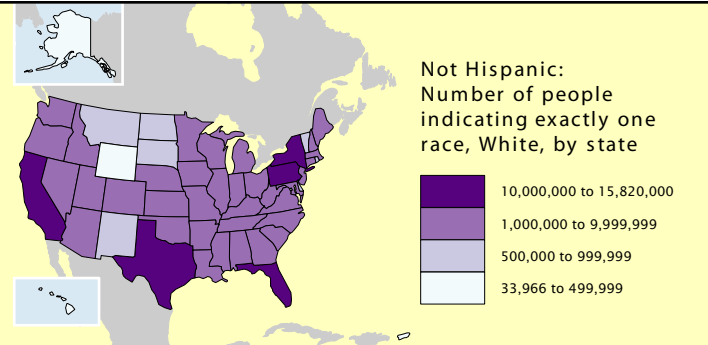 Not Hispanic:
Number of people
indicating exactly one
race, White, by state
10,000,000 to 15,820,000
1,000,000 to 9,999,999
500,000 to 999,999
33,966 to 499,999